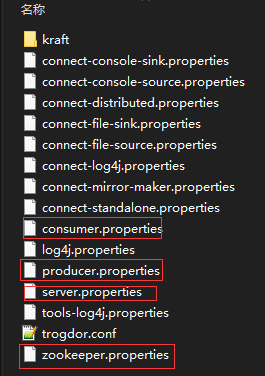 名称
kraft
connect-console-sink.properties
connect-console-source.properties
connect-distributed.properties
connect-file-sink.properties
connect-file-source.properties
connect-log4j.properties
connect-mirror-maker.properties
connect-standalone.properties
consumer.properties
log4j.properties
producer.properties
server.properties
tools-log4j.properties
trogdor.conf
zookeeper.properties